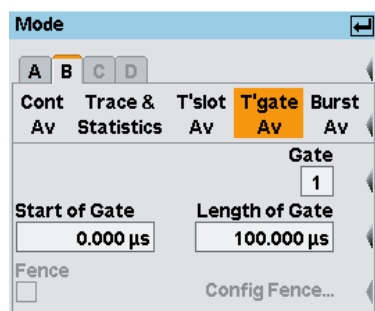 Mode
A B C D
Cont Trace & T'slot T'gate Burst
Av Statistics Av Av Av
Gate
1
Start of Gate Length of Gate
0.000 µs 100.000 µs
Fence
Config Fence...